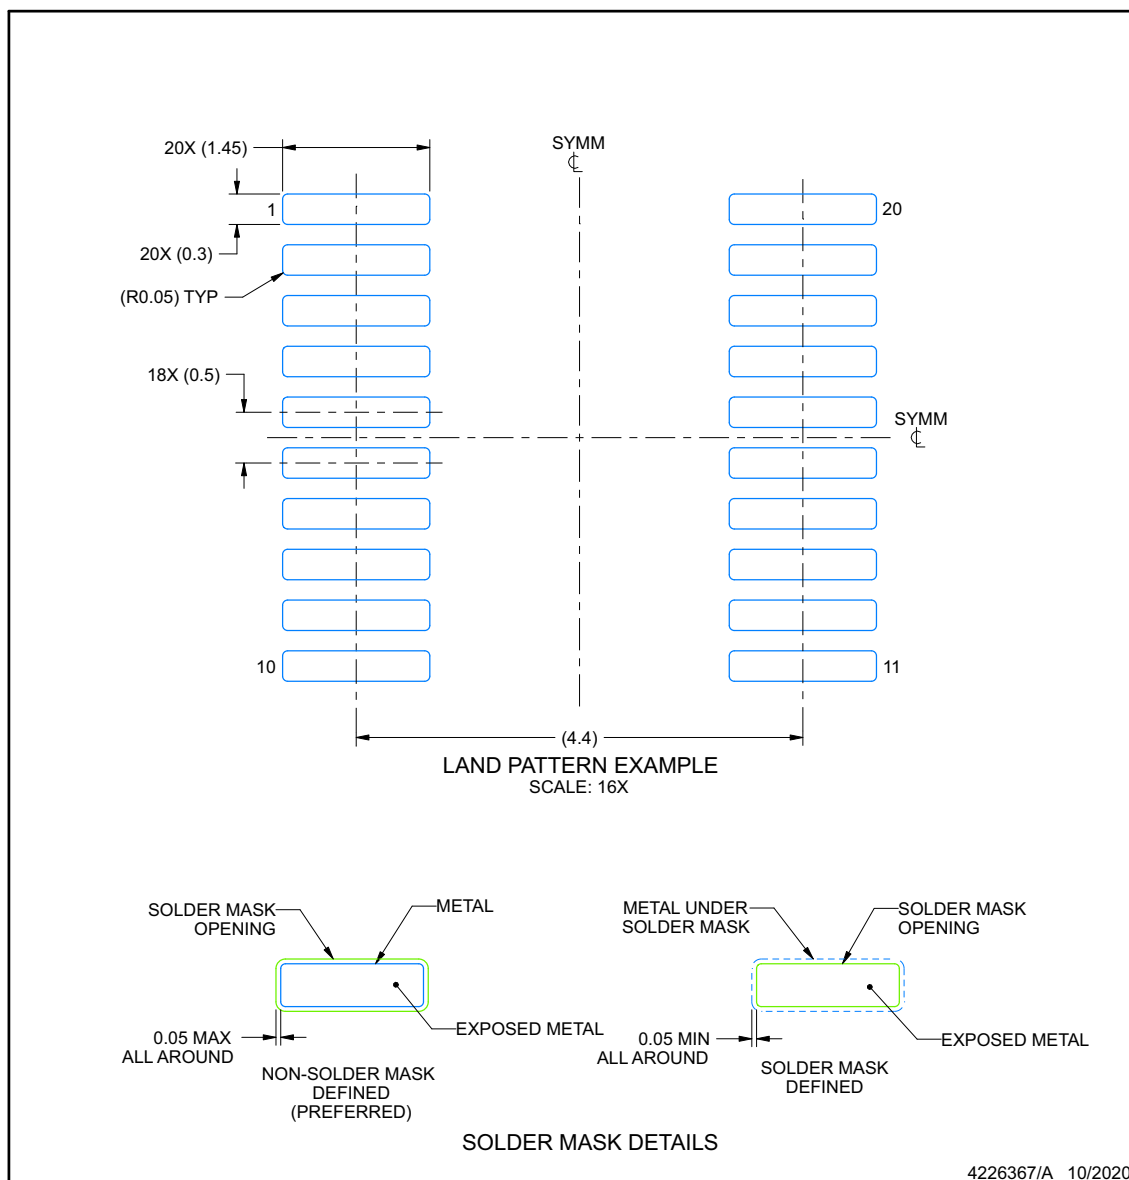 SYMM
℄
20X (1.45)
1
20
20X (0.3)
(R0.05) TYP
18X (0.5)
SYMM
℄
10
11
(4.4)
LAND PATTERN EXAMPLE
SCALE: 16X
SOLDER MASK
OPENING
METAL
EXPOSED METAL
0.05 MAX
ALL AROUND
NON-SOLDER MASK
DEFINED
(PREFERRED)
METAL UNDER
SOLDER MASK
SOLDER MASK
OPENING
EXPOSED METAL
0.05 MIN
ALL AROUND
SOLDER MASK
DEFINED
SOLDER MASK DETAILS
4226367/A 10/2020